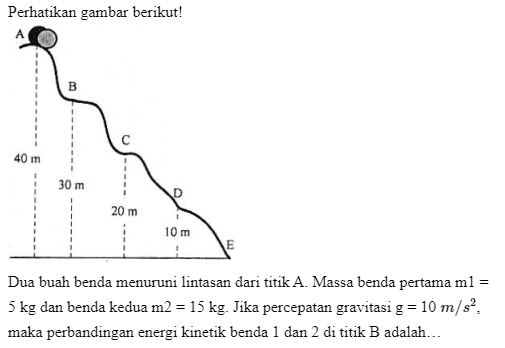 Perhatikan gambar berikut!
A
B
C
40 m
30 m
D
20 m
10 m
E
Dua buah benda menuruni lintasan dari titik A. Massa benda pertama m1 =
5 kg dan benda kedua m2 = 15 kg. Jika percepatan gravitasi g = 10 m/s²,
maka perbandingan energi kinetik benda 1 dan 2 di titik B adalah…